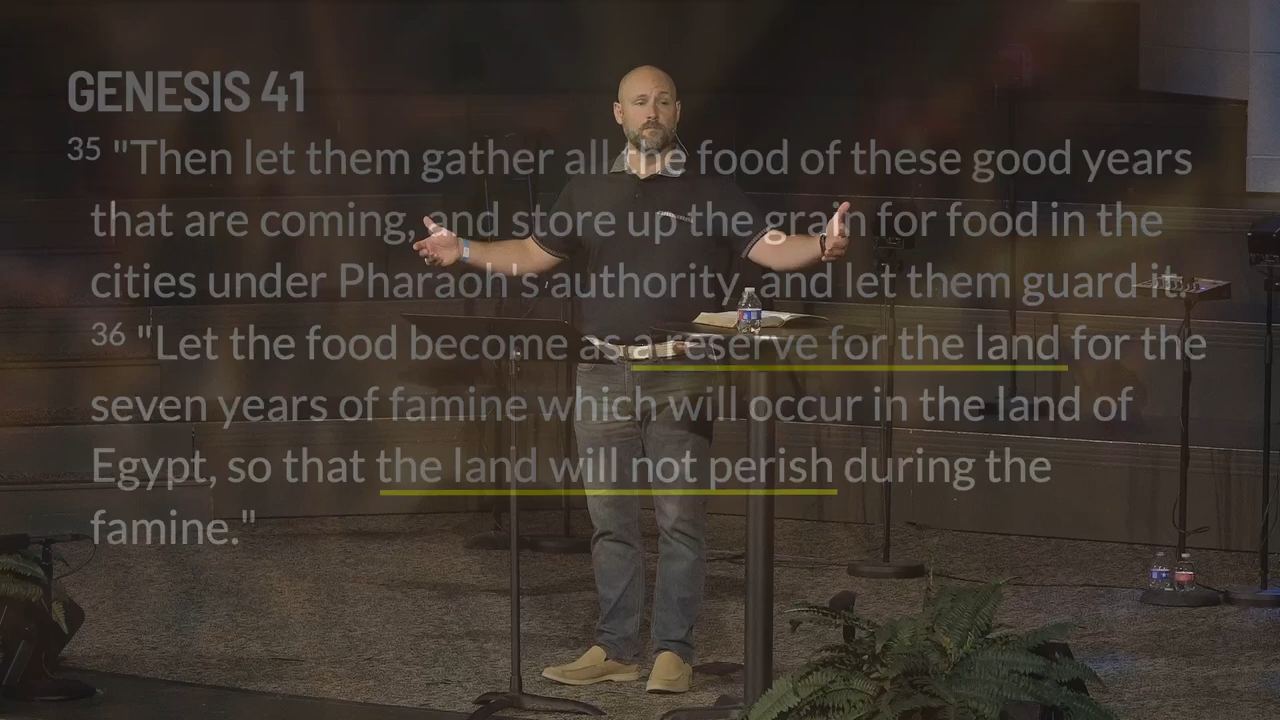 GENESIS 41
35 "Then let them gather all the food of these good years
that are coming, and store up the grain for food in the
cities under Pharaoh's authority, and let them guard it.
36 "Let the food become as a reserve for the land for the
seven years of famine which will occur in the land of
Egypt, so that the land will not perish during the
famine."